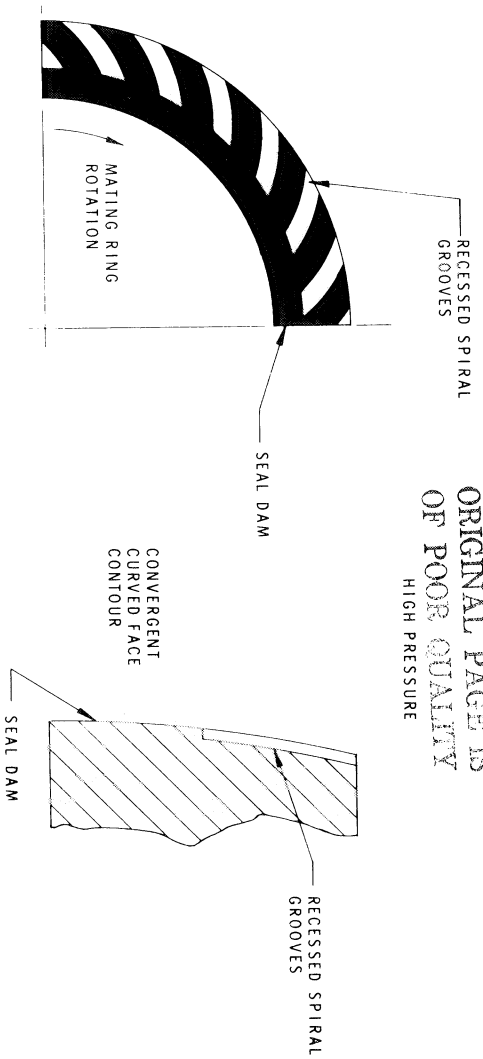 RECESSED SPIRAL
GROOVES
MATING RING
ROTATION
SEAL DAM
ORIGINAL PAGE IS
OF POOR QUALITY
HIGH PRESSURE
CONVERGENT
CURVED FACE
CONTOUR
SEAL DAM
RECESSED SPIRAL
GROOVES